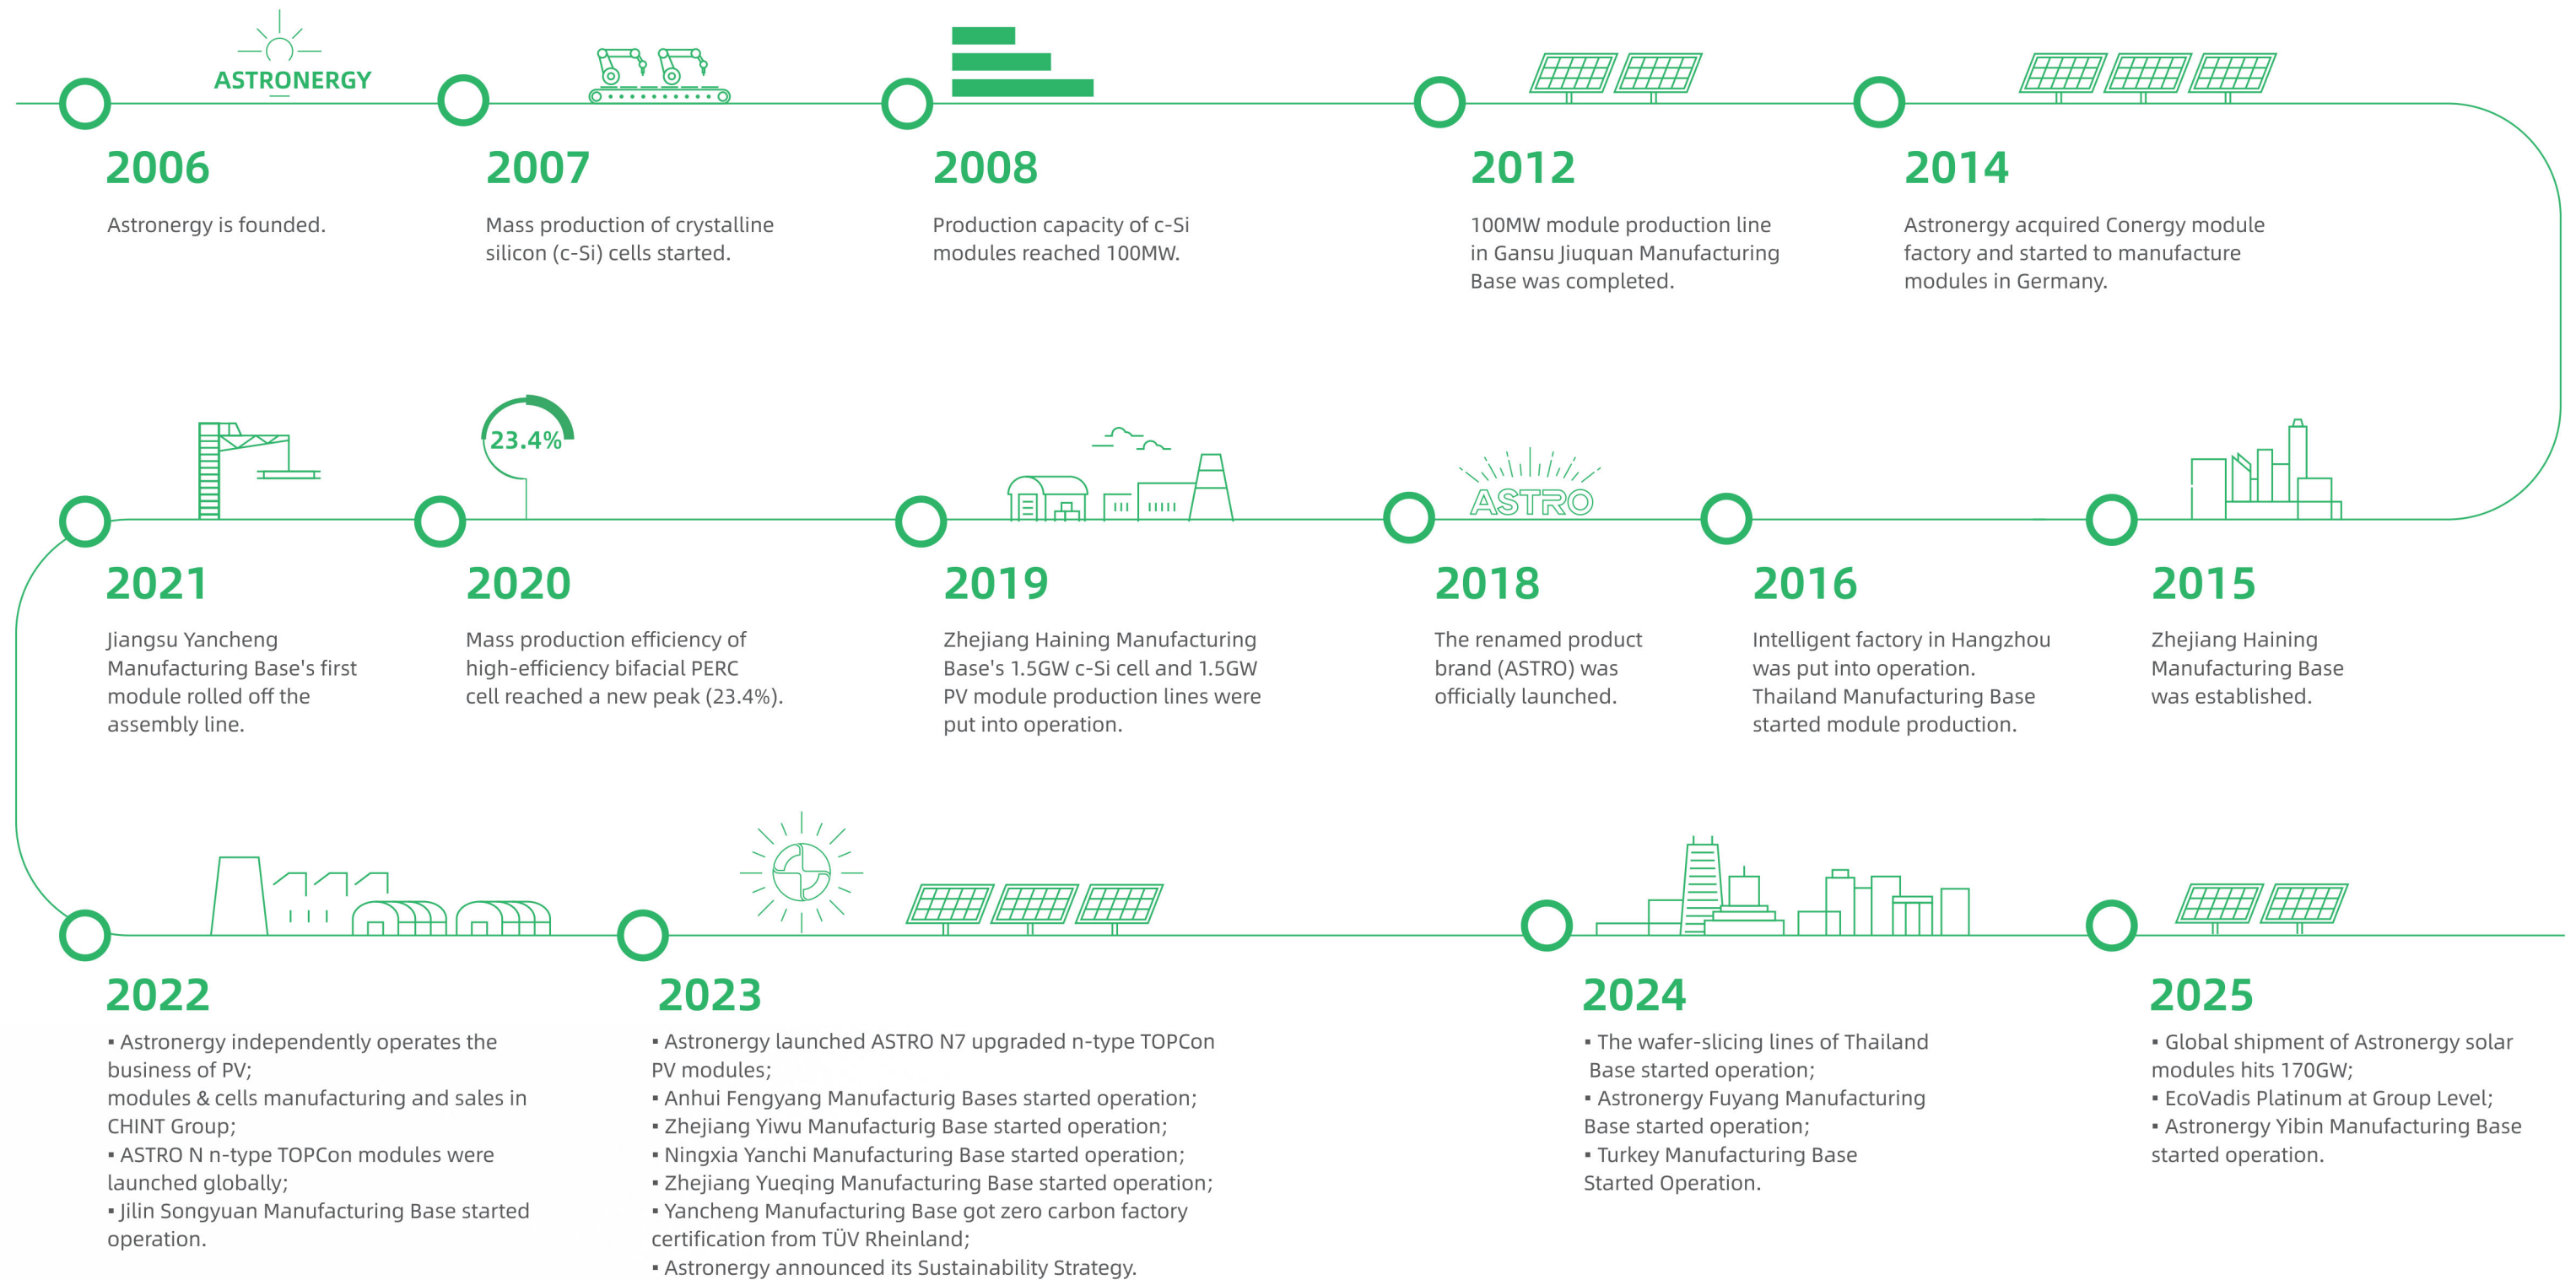 ASTRONERGY
2006
Astronergy is founded.
2007
Mass production of crystalline
silicon (c-Si) cells started.
2008
Production capacity of c-Si
modules reached 100MW.
2012
100MW module production line
in Gansu Jiuquan Manufacturing
Base was completed.
2014
Astronergy acquired Conergy module
factory and started to manufacture
modules in Germany.
2015
Zhejiang Haining
Manufacturing Base
was established.
2016
Intelligent factory in Hangzhou
was put into operation.
Thailand Manufacturing Base
started module production.
ASTRO
2018
The renamed product
brand (ASTRO) was
officially launched.
2019
Zhejiang Haining Manufacturing
Base's 1.5GW c-Si cell and 1.5GW
PV module production lines were
put into operation.
23.4%
2020
Mass production efficiency of
high-efficiency bifacial PERC
cell reached a new peak (23.4%).
2021
Jiangsu Yancheng
Manufacturing Base's first
module rolled off the
assembly line.
2022
▪ Astronergy independently operates the
business of PV;
modules & cells manufacturing and sales in
CHINT Group;
▪ ASTRO N n-type TOPCon modules were
launched globally;
▪ Jilin Songyuan Manufacturing Base started
operation.
2023
▪ Astronergy launched ASTRO N7 upgraded n-type TOPCon
PV modules;
▪ Anhui Fengyang Manufacturig Bases started operation;
▪ Zhejiang Yiwu Manufacturig Base started operation;
▪ Ningxia Yanchi Manufacturing Base started operation;
▪ Zhejiang Yueqing Manufacturing Base started operation;
▪ Yancheng Manufacturing Base got zero carbon factory
certification from TÜV Rheinland;
▪ Astronergy announced its Sustainability Strategy.
2024
▪ The wafer-slicing lines of Thailand
Base started operation;
▪ Astronergy Fuyang Manufacturing
Base started operation;
▪ Turkey Manufacturing Base
Started Operation.
2025
▪ Global shipment of Astronergy solar
modules hits 170GW;
▪ EcoVadis Platinum at Group Level;
▪ Astronergy Yibin Manufacturing Base
started operation.